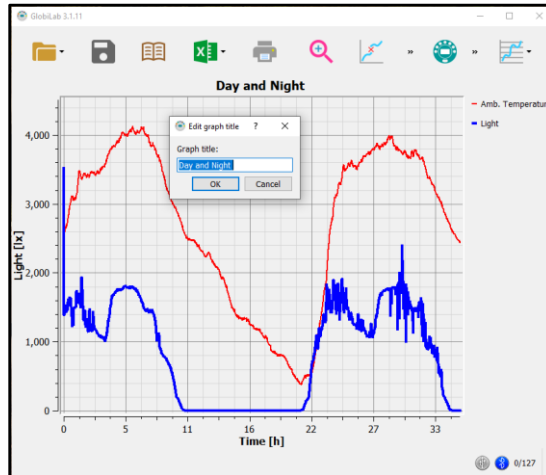 GlobiLab 3.1.11
Day and Night
Amb. Temperatur
Light
Edit graph title ? ×
Graph title:
Day and Night
OK Cancel
4,000
3,000
2,000
1,000
0
Light [lx]
0 5 11 17 22 27 33
Time [h]
0/127